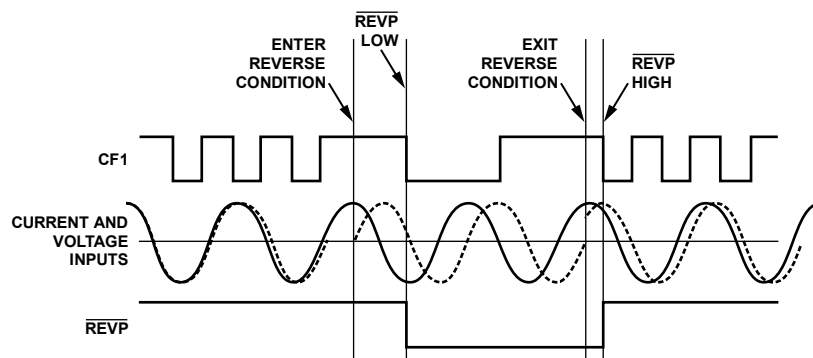 REVP
LOW
ENTER
REVERSE
CONDITION
EXIT
REVERSE
CONDITION
REVP
HIGH
CF1
CURRENT AND
VOLTAGE
INPUTS
REVP